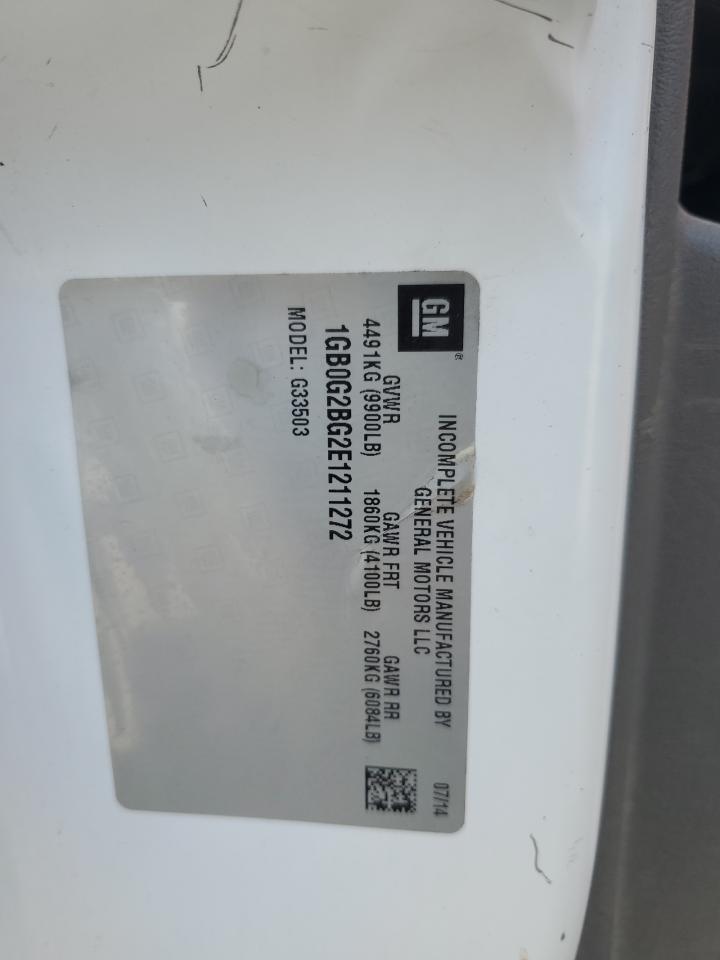 GM®
INCOMPLETE VEHICLE MANUFACTURED BY
GENERAL MOTORS LLC
07/14
GVWR GAWR FRT GAWR RR
4491KG (9900LB) 1860KG (4100LB) 2760KG (6084LB)
1GB0G2BG2E1211272
MODEL: G33503